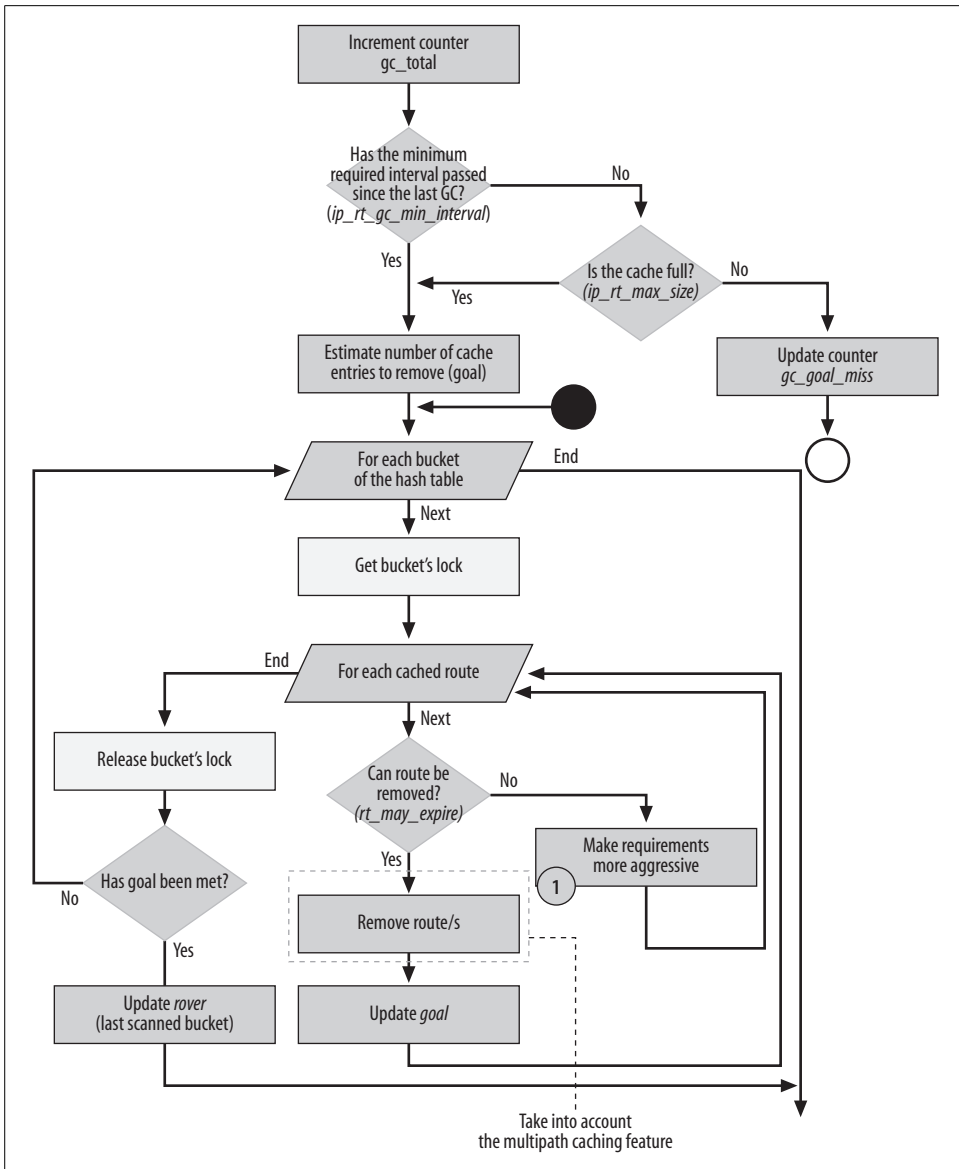 Increment counter
gc_total
Has the minimum
required interval passed
since the last GC?
(ip_rt_gc_min_interval)
No
Yes
Is the cache full?
(ip_rt_max_size)
No
Yes
Estimate number of cache
entries to remove (goal)
Update counter
gc_goal_miss
For each bucket
of the hash table
End
Next
Get bucket's lock
For each cached route
End
Next
Release bucket's lock
Can route be
removed?
(rt_may_expire)
No
Make requirements
more aggressive
1
Yes
Has goal been met?
No
Yes
Remove route/s
Update rover
(last scanned bucket)
Update goal
Take into account
the multipath caching feature